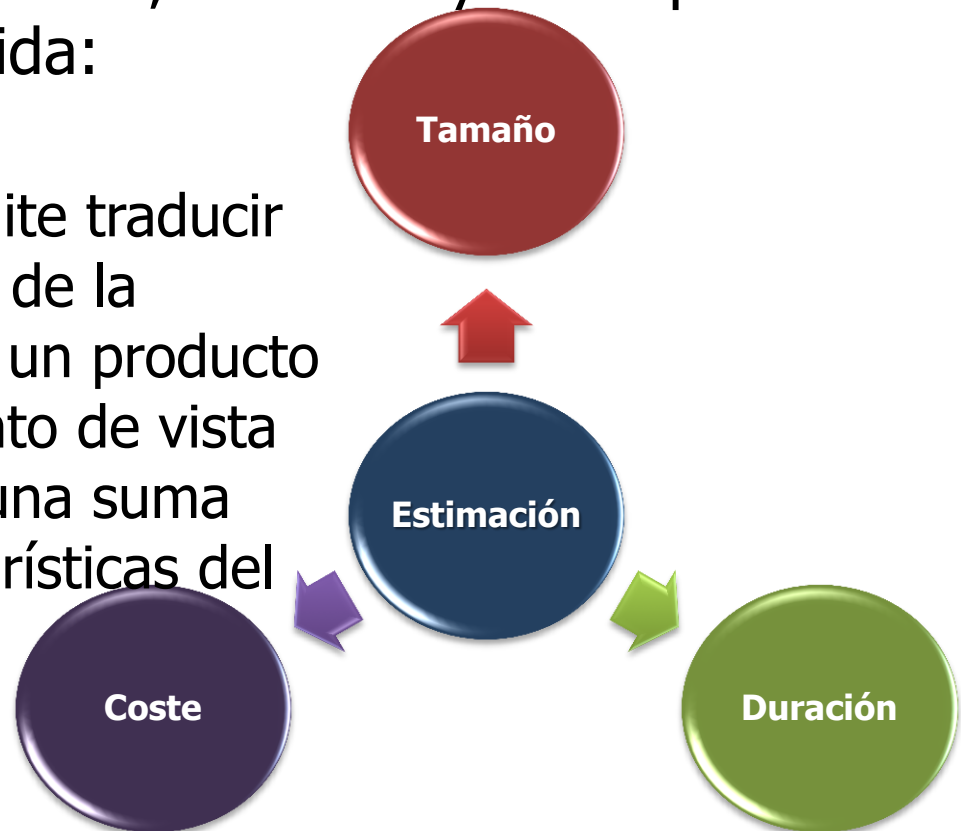 ida:
Tamaño
ite traducir
de la
un producto
nto de vista
una suma
Estimación
rísticas del
Coste
Duración